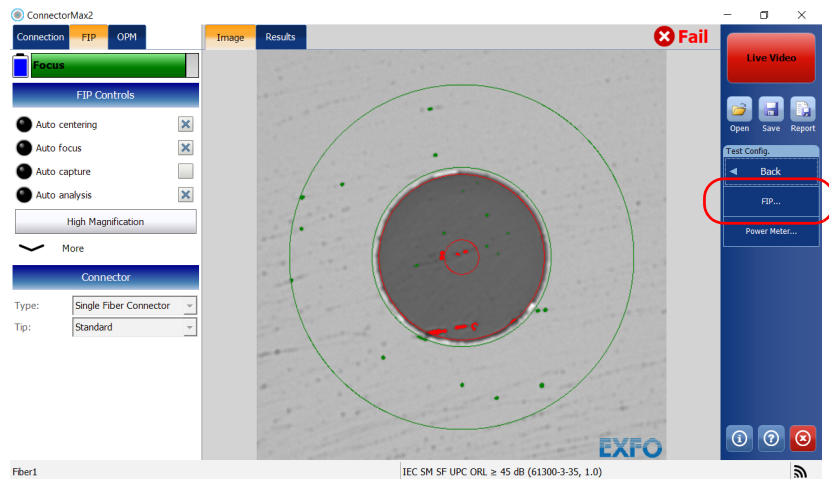 ConnectorMax2
Connection FIP OPM
Focus
FIP Controls
Auto centering
Auto focus
Auto capture
Auto analysis
High Magnification
More
Connector
Type: Single Fiber Connector
Tip: Standard
Image Results
Fail
EXFO
Live Video
Open Save Report
Test Config.
Back
FIP...
Power Meter...
Fiber1
IEC SM SF UPC ORL ≥ 45 dB (61300-3-35, 1.0)